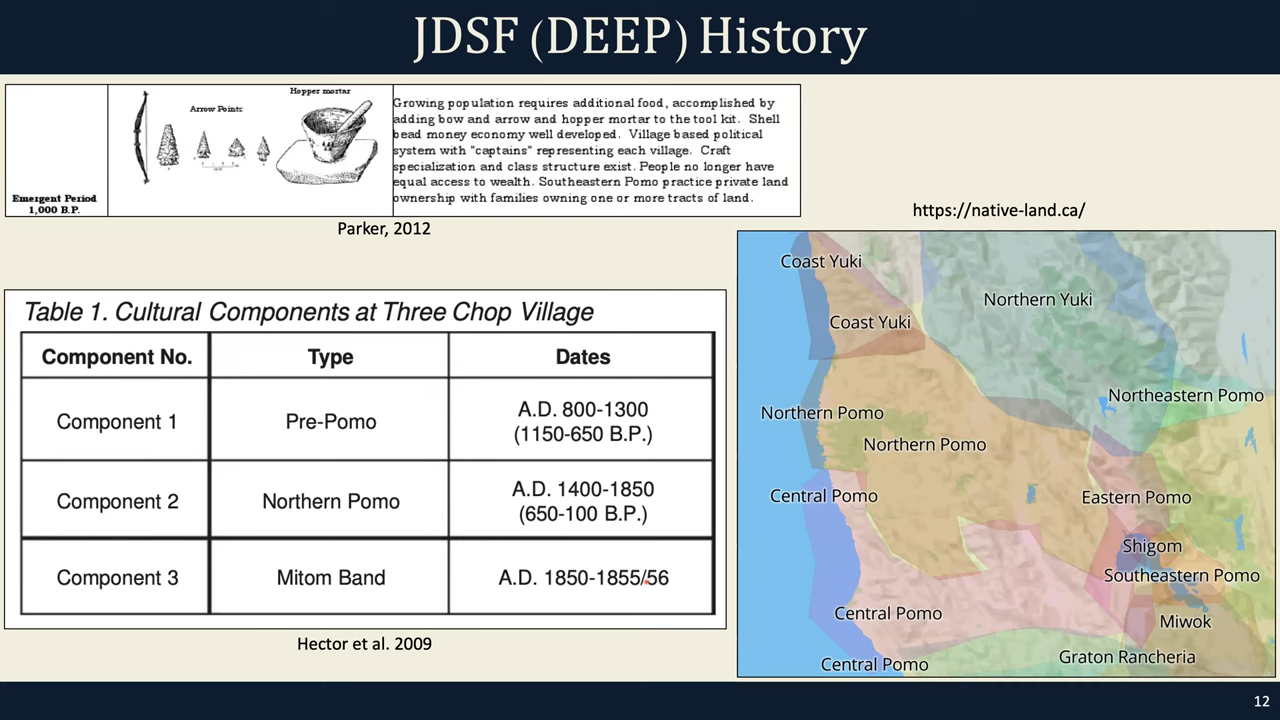 JDSF (DEEP) History
Hopper mortar
Arrow Points
Emergent Period
1,000 B.P.
Growing population requires additional food, accomplished by
adding bow and arrow and hopper mortar to the tool kit. Shell
bead money economy well developed. Village based political
system with "captains" representing each village. Craft
specialization and class structure exist. People no longer have
equal access to wealth. Southeastern Pomo practice private land
ownership with families owning one or more tracts of land.
Parker, 2012
Table 1. Cultural Components at Three Chop Village
Component No. Type Dates
Component 1 Pre-Pomo A.D. 800-1300
(1150-650 B.P.)
Component 2 Northern Pomo A.D. 1400-1850
(650-100 B.P.)
Component 3 Mitom Band A.D. 1850-1855/56
Hector et al. 2009
https://native-land.ca/
Coast Yuki
Northern Yuki
Coast Yuki
Northeastern Pomo
Northern Pomo
Northern Pomo
Central Pomo
Eastern Pomo
Shigom
Southeastern Pomo
Central Pomo
Miwok
Graton Rancheria
Central Pomo
12